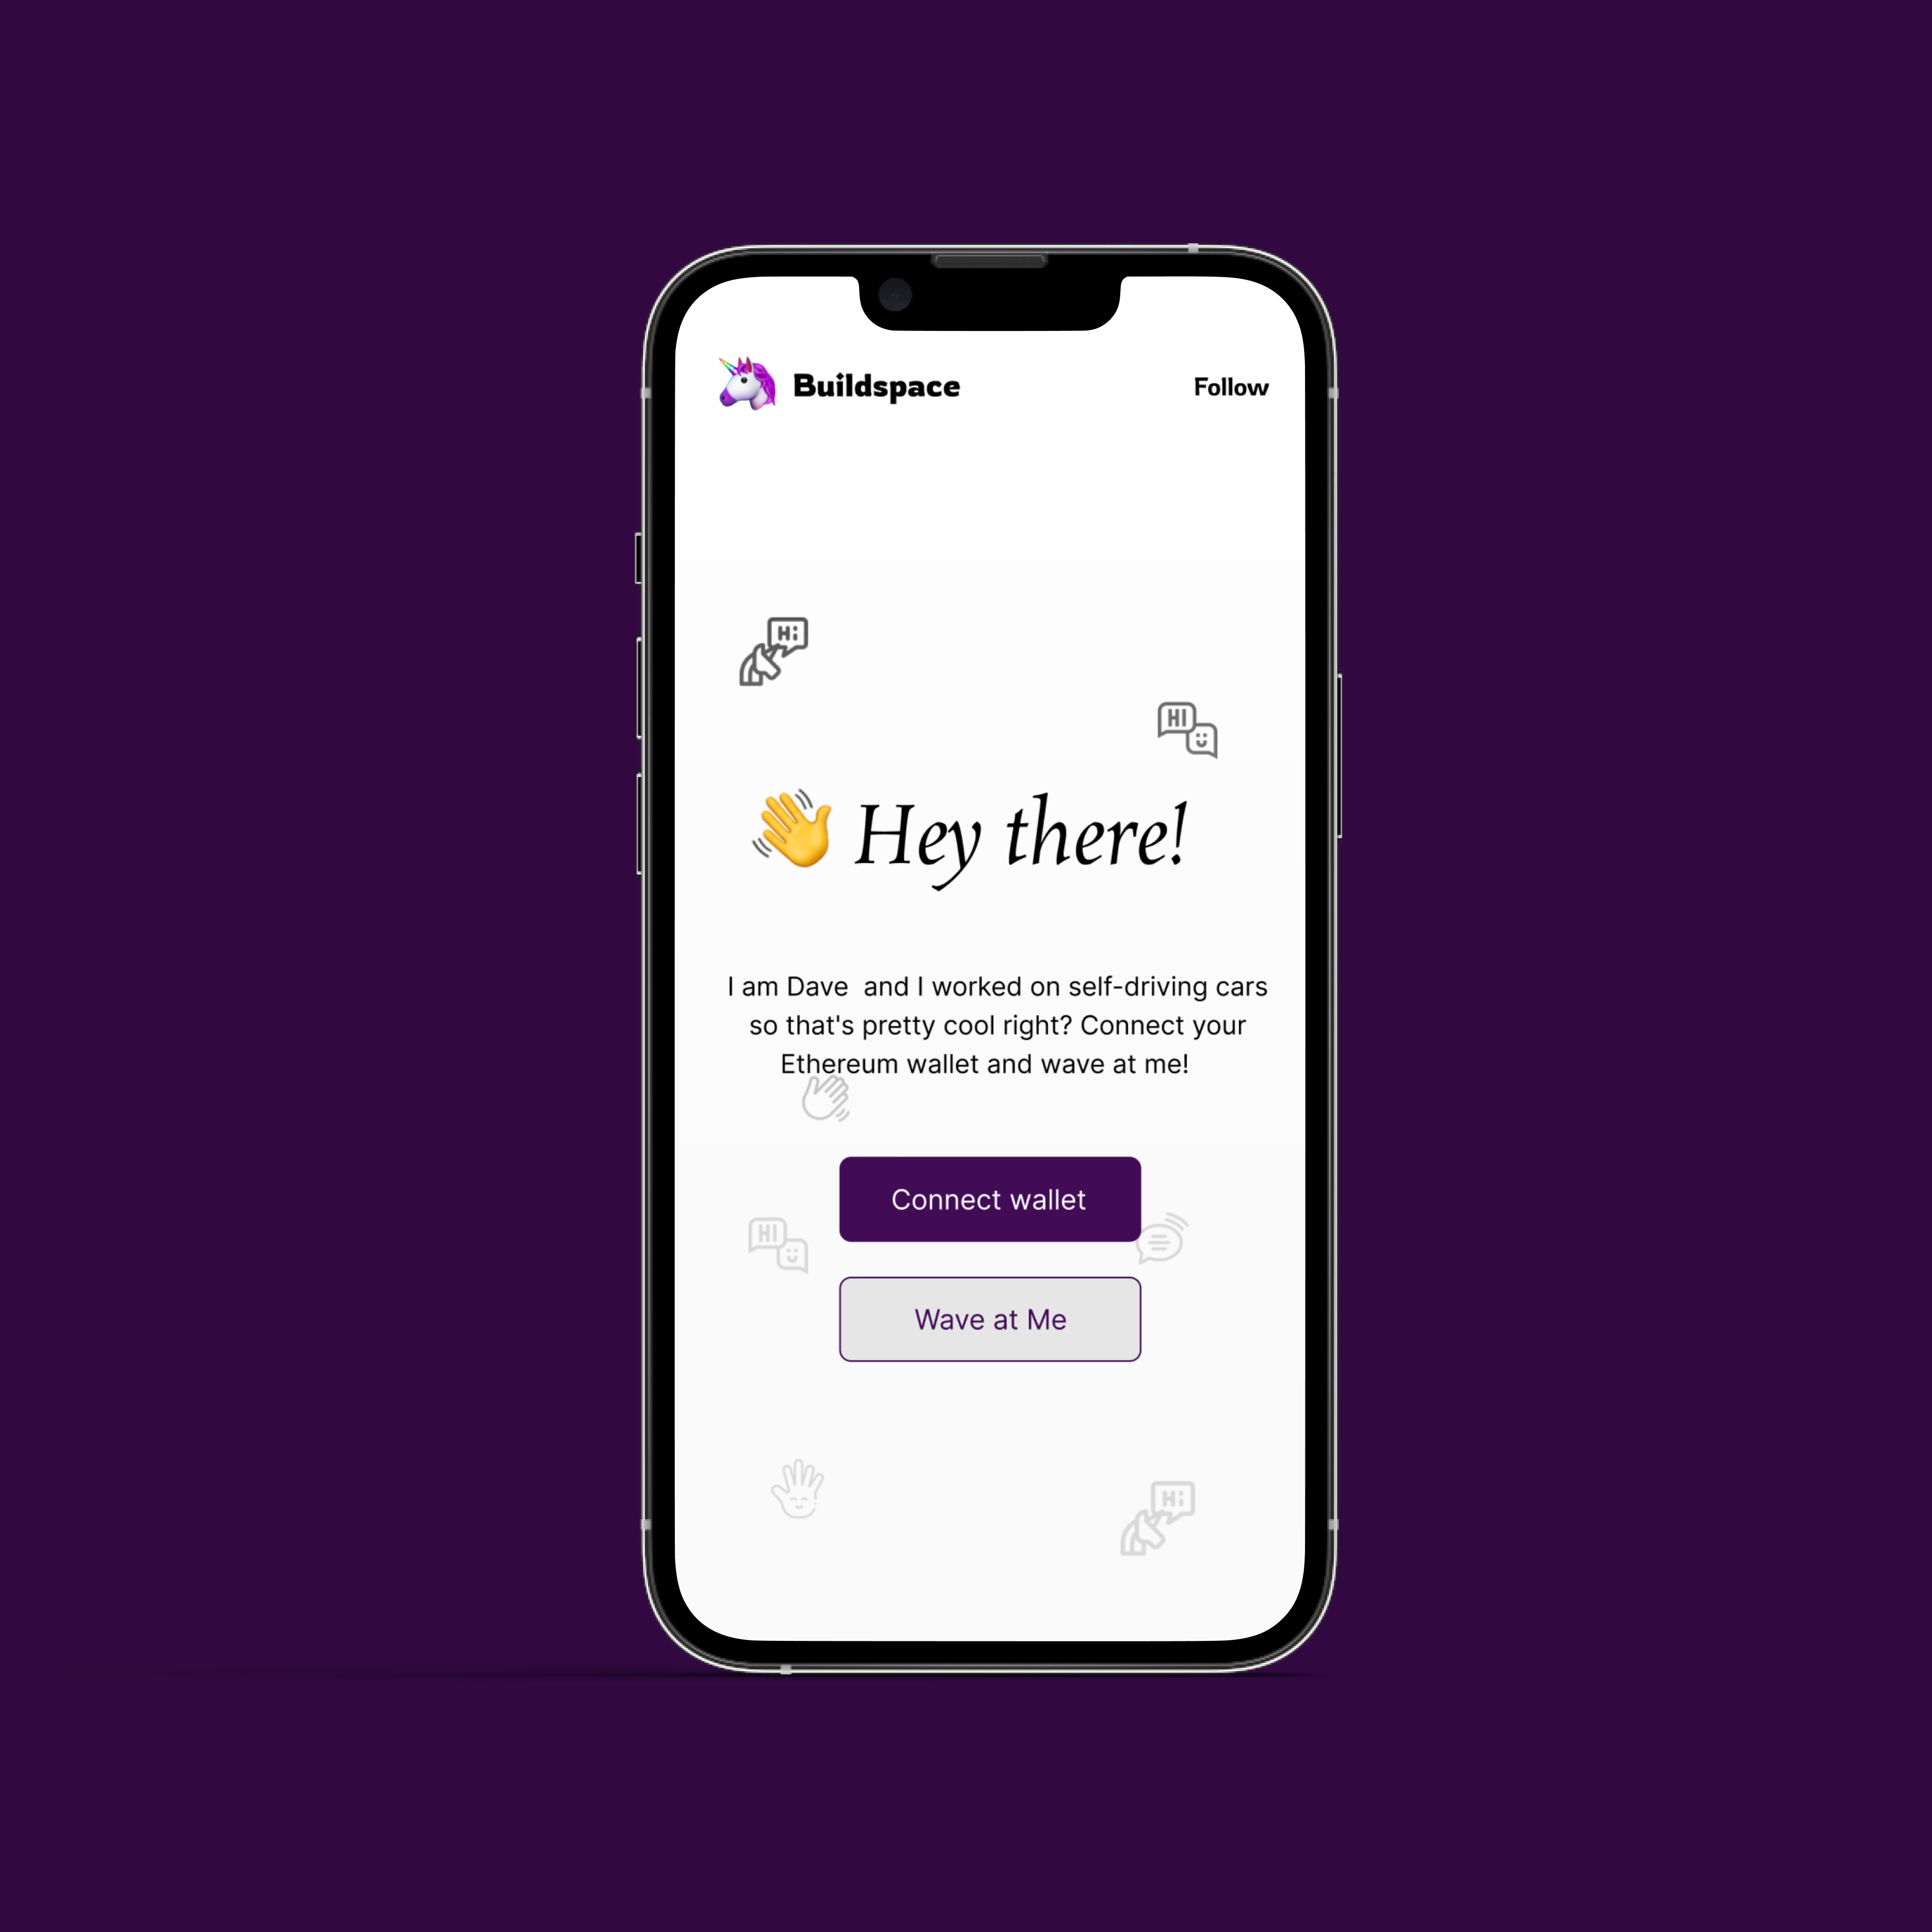 Buildspace
Follow
Hi
HI
Hey there!
I am Dave  and I worked on self-driving cars
so that's pretty cool right? Connect your
Ethereum wallet and wave at me!
Connect wallet
HI
Wave at Me
Hi